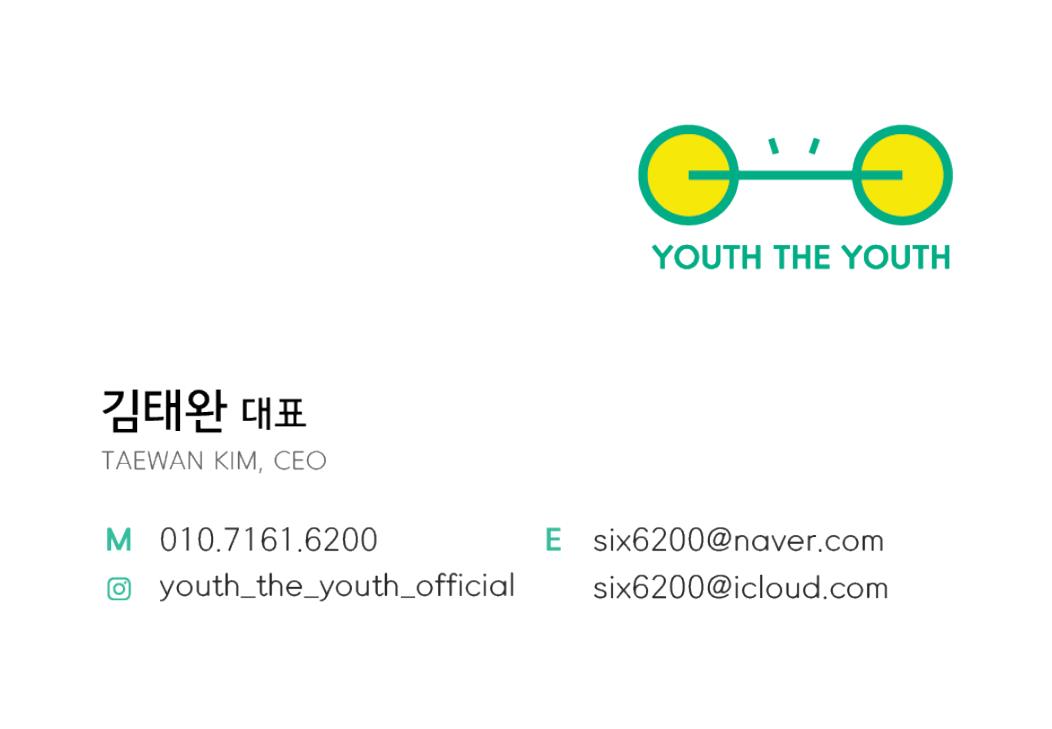 YOUTH THE YOUTH
김태완 대표
TAEWAN KIM, CEO
M 010.7161.6200
youth_the_youth_official
E six6200@naver.com
six6200@icloud.com